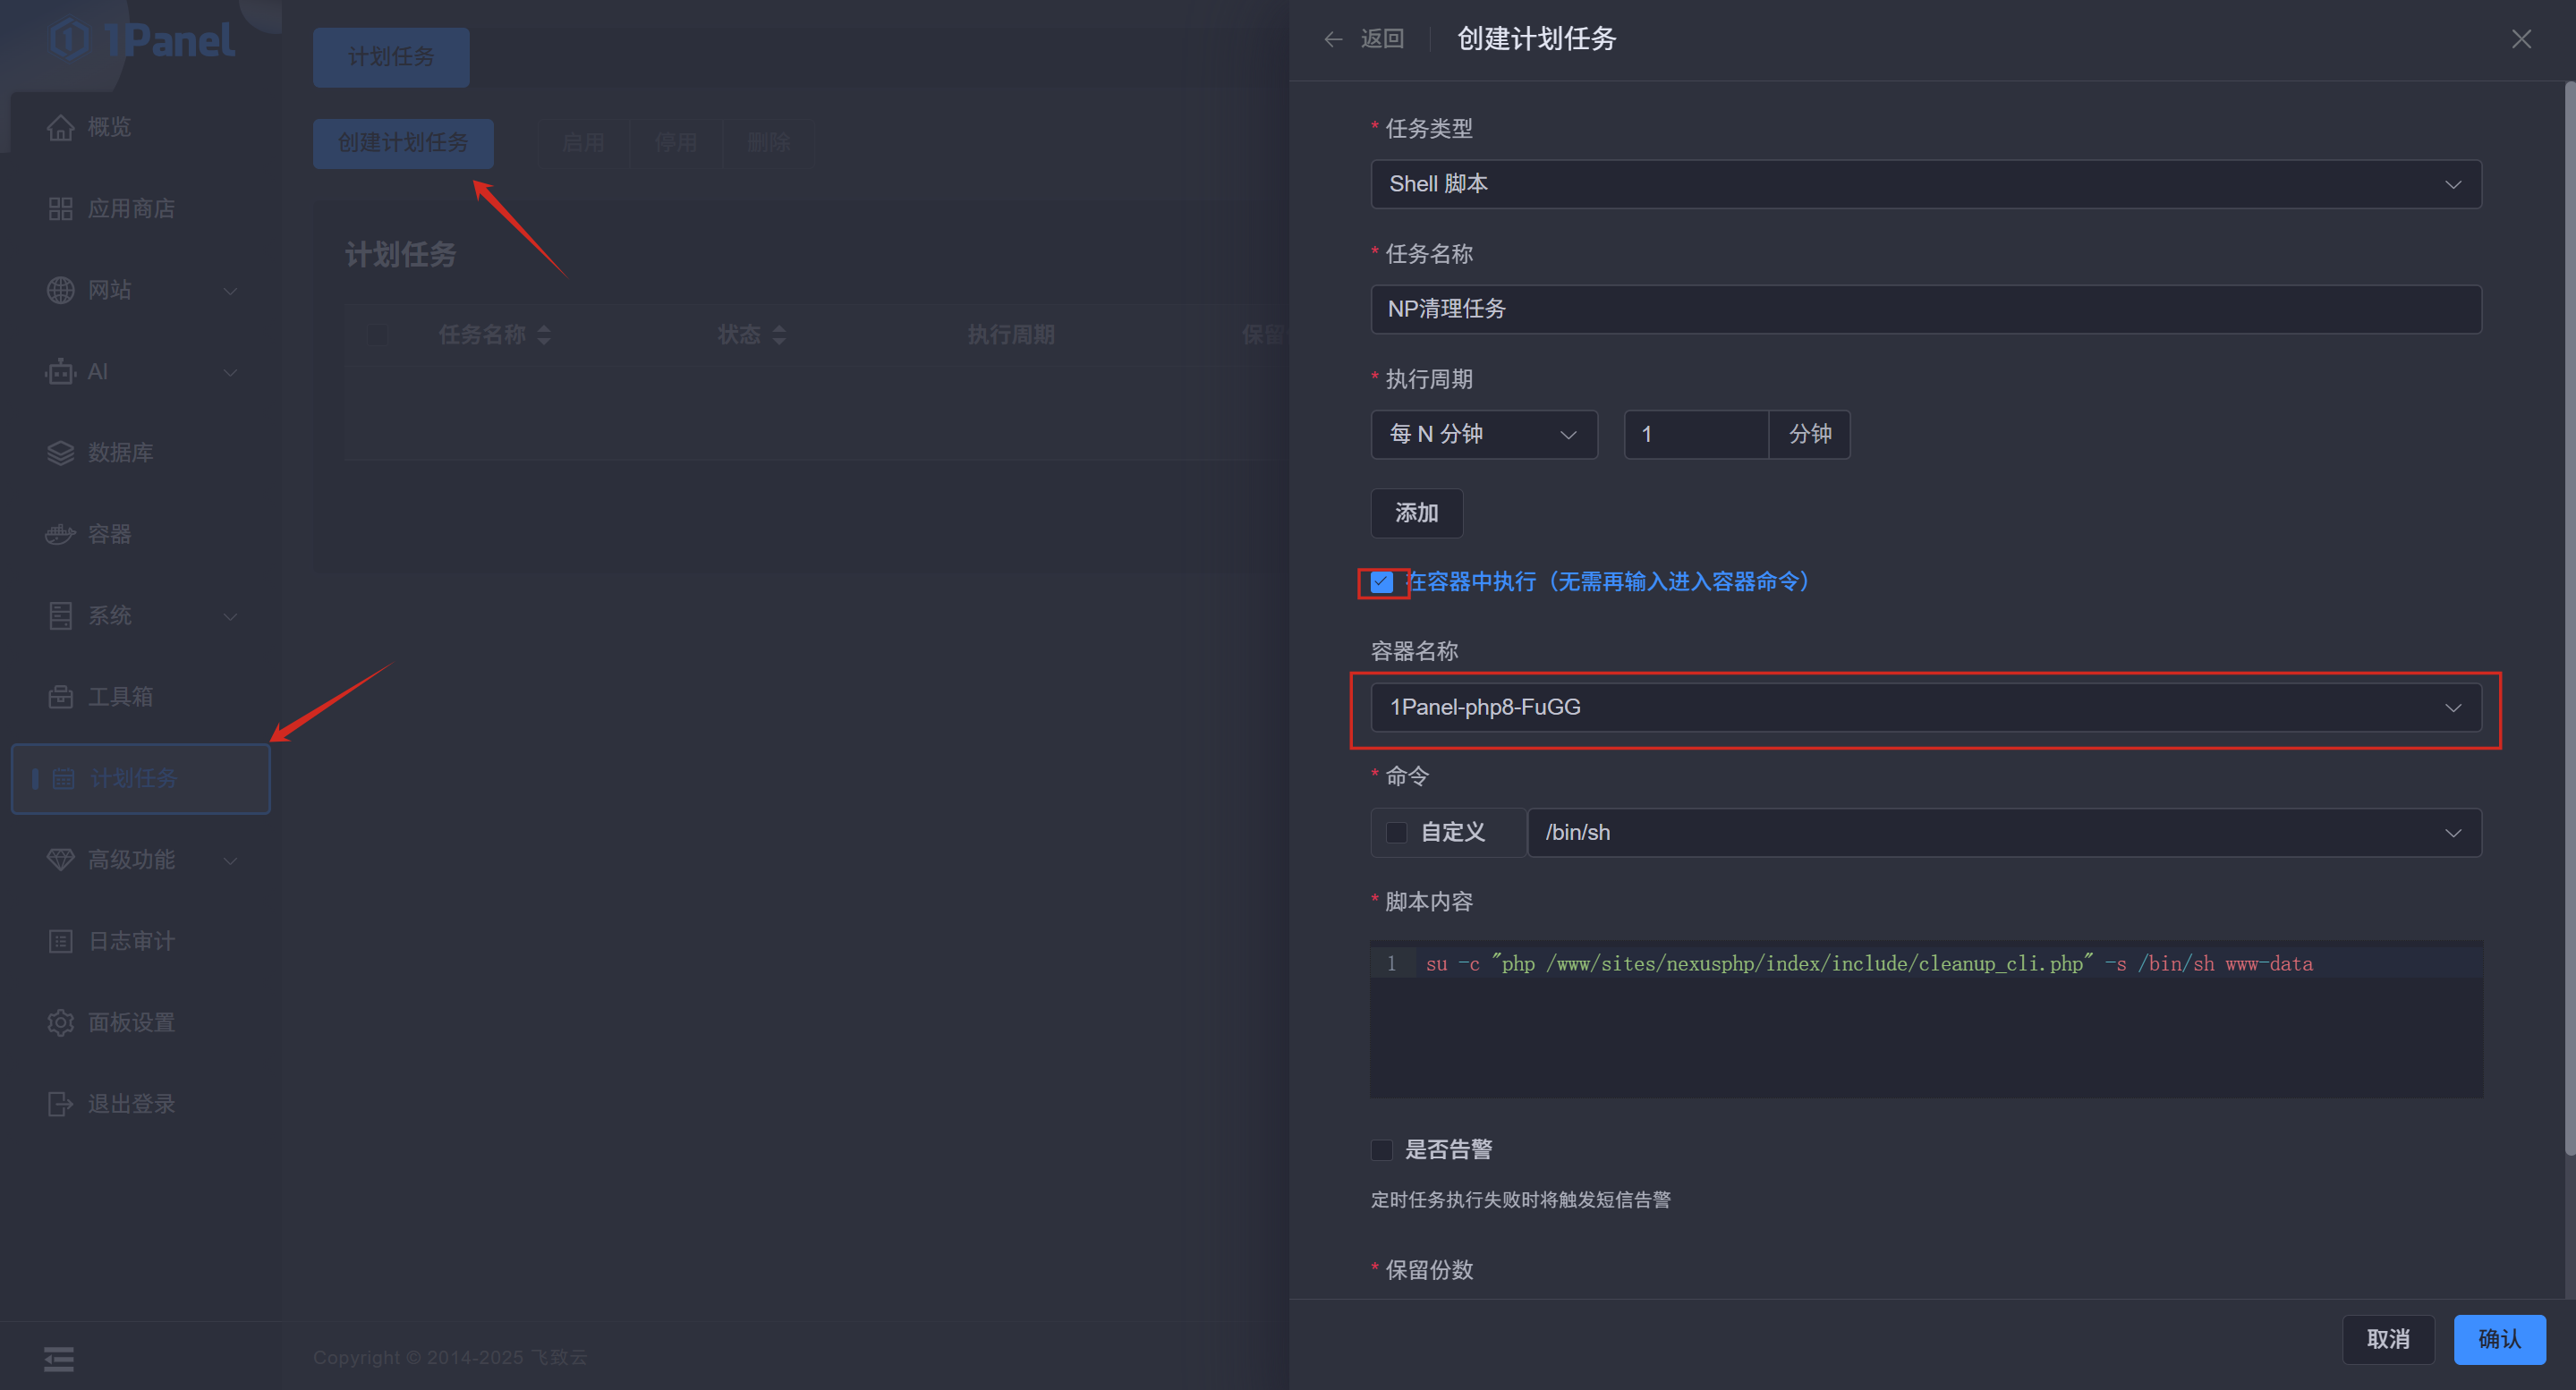 1Panel
概览
应用商店
网站
AI
数据库
容器
系统
工具箱
计划任务
高级功能
日志审计
面板设置
退出登录
计划任务
创建计划任务
启用
停用
删除
计划任务
任务名称
状态
执行周期
保留
Copyright © 2014-2025 飞致云
返回
创建计划任务
* 任务类型
Shell 脚本
* 任务名称
NP清理任务
* 执行周期
每 N 分钟
1
分钟
添加
在容器中执行（无需再输入进入容器命令）
容器名称
1Panel-php8-FuGG
* 命令
自定义
/bin/sh
* 脚本内容
1 su -c "php /www/sites/nexusphp/index/include/cleanup_cli.php" -s /bin/sh www-data
是否告警
定时任务执行失败时将触发短信告警
* 保留份数
取消
确认